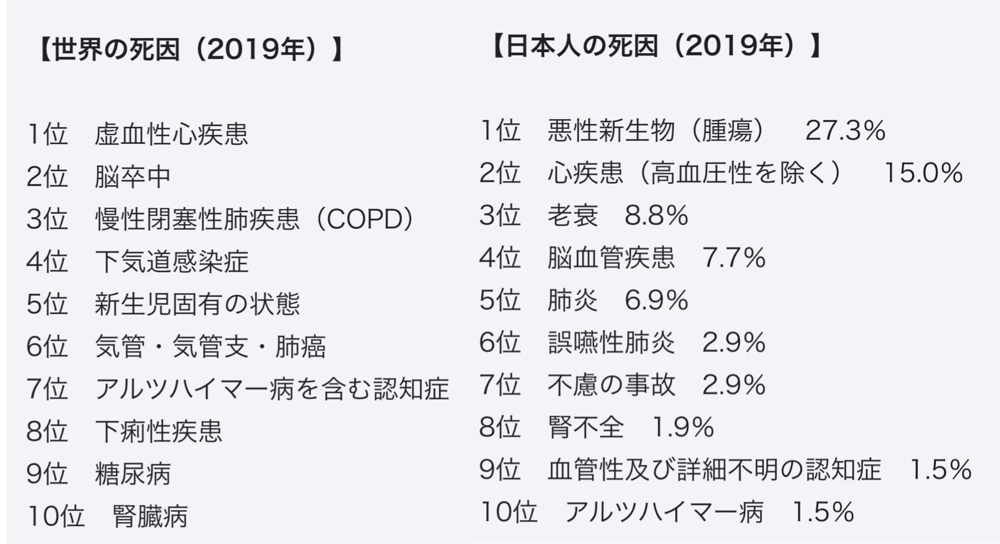 【世界の死因（2019年）】
1位　虚血性心疾患
2位　脳卒中
3位　慢性閉塞性肺疾患（COPD）
4位　下気道感染症
5位　新生児固有の状態
6位　気管・気管支・肺癌
7位　アルツハイマー病を含む認知症
8位　下痢性疾患
9位　糖尿病
10位　腎臓病
【日本人の死因（2019年）】
1位　悪性新生物（腫瘍）　27.3%
2位　心疾患（高血圧性を除く）　15.0%
3位　老衰　8.8%
4位　脳血管疾患　7.7%
5位　肺炎　6.9%
6位　誤嚥性肺炎　2.9%
7位　不慮の事故　2.9%
8位　腎不全　1.9%
9位　血管性及び詳細不明の認知症　1.5%
10位　アルツハイマー病　1.5%